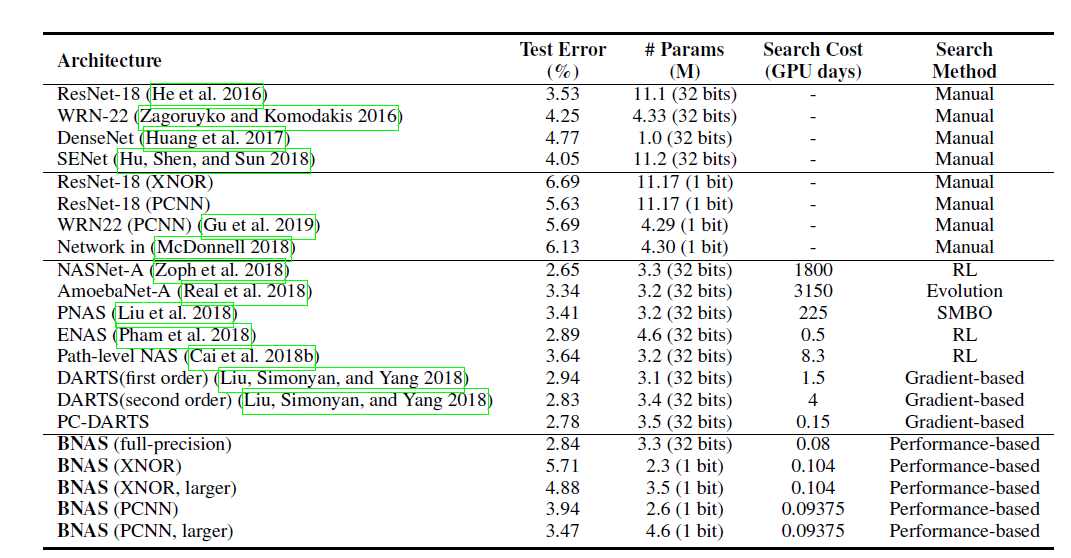 Architecture Test Error (%) # Params (M) Search Cost (GPU days) Search Method
ResNet-18 (He et al. 2016) 3.53 11.1 (32 bits) - Manual
WRN-22 (Zagoruyko and Komodakis 2016) 4.25 4.33 (32 bits) - Manual
DenseNet (Huang et al. 2017) 4.77 1.0 (32 bits) - Manual
SENet (Hu, Shen, and Sun 2018) 4.05 11.2 (32 bits) - Manual
ResNet-18 (XNOR) 6.69 11.17 (1 bit) - Manual
ResNet-18 (PCNN) 5.63 11.17 (1 bit) - Manual
WRN22 (PCNN) (Gu et al. 2019) 5.69 4.29 (1 bit) - Manual
Network in (McDonnell 2018) 6.13 4.30 (1 bit) - Manual
NASNet-A (Zoph et al. 2018) 2.65 3.3 (32 bits) 1800 RL
AmoebaNet-A (Real et al. 2018) 3.34 3.2 (32 bits) 3150 Evolution
PNAS (Liu et al. 2018) 3.41 3.2 (32 bits) 225 SMBO
ENAS (Pham et al. 2018) 2.89 4.6 (32 bits) 0.5 RL
Path-level NAS (Cai et al. 2018b) 3.64 3.2 (32 bits) 8.3 RL
DARTS(first order) (Liu, Simonyan, and Yang 2018) 2.94 3.1 (32 bits) 1.5 Gradient-based
DARTS(second order) (Liu, Simonyan, and Yang 2018) 2.83 3.4 (32 bits) 4 Gradient-based
PC-DARTS 2.78 3.5 (32 bits) 0.15 Gradient-based
BNAS (full-precision) 2.84 3.3 (32 bits) 0.08 Performance-based
BNAS (XNOR) 5.71 2.3 (1 bit) 0.104 Performance-based
BNAS (XNOR, larger) 4.88 3.5 (1 bit) 0.104 Performance-based
BNAS (PCNN) 3.94 2.6 (1 bit) 0.09375 Performance-based
BNAS (PCNN, larger) 3.47 4.6 (1 bit) 0.09375 Performance-based